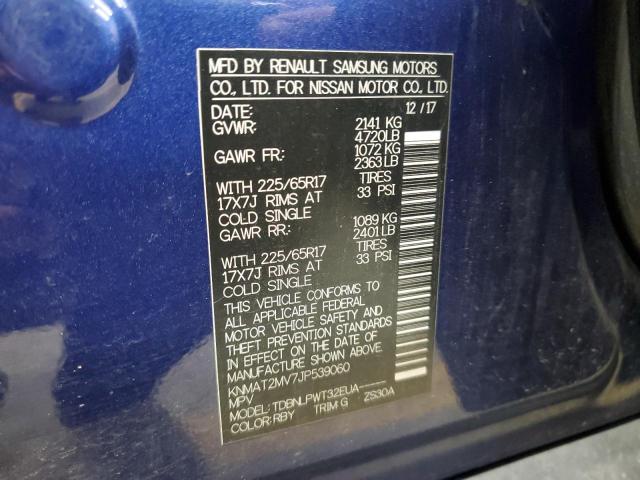 MFD BY RENAULT SAMSUNG MOTORS
CO., LTD. FOR NISSAN MOTOR CO., LTD.
DATE: 12/17
GVWR: 2141 KG
4720LB
GAWR FR: 1072 KG
2363LB
WITH 225/65R17 TIRES
17X7J RIMS AT 33 PSI
COLD SINGLE
GAWR RR: 1089 KG
2401LB
WITH 225/65R17 TIRES
17X7J RIMS AT 33 PSI
COLD SINGLE
THIS VEHICLE CONFORMS TO
ALL APPLICABLE FEDERAL
MOTOR VEHICLE SAFETY AND
THEFT PREVENTION STANDARDS
IN EFFECT ON THE DATE OF
MANUFACTURE SHOWN ABOVE.
KNMAT2MV7JP539060
MPV
MODEL: TDBNLPWT32EUA------
COLOR:RBY TRIM:G ZS30A